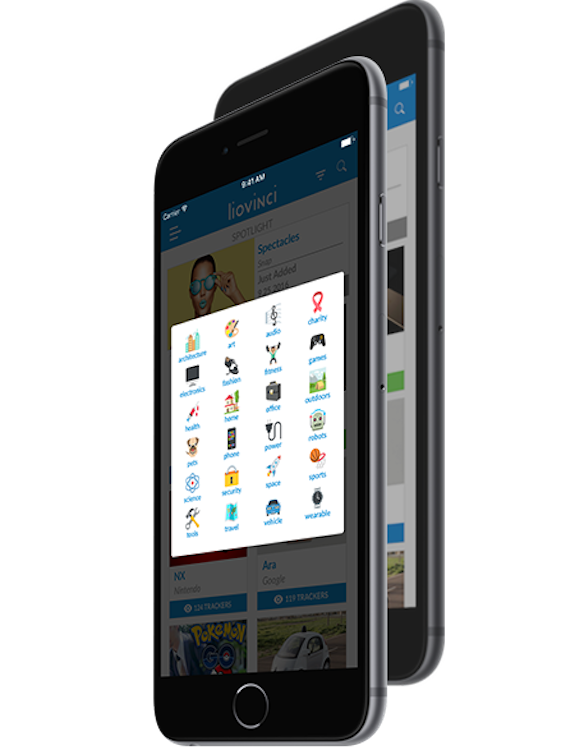 Carrier
9:41 AM
liovinci
SPOTLIGHT
Spectacles
Snap
Just Added
architecture
art
audio
charity
electronics
fashion
fitness
games
health
home
office
outdoors
pets
phone
power
robots
science
security
space
sports
tools
travel
vehicle
wearable
NX
Nintendo
124 TRACKERS
Ara
Google
119 TRACKERS
POKEMON
GO